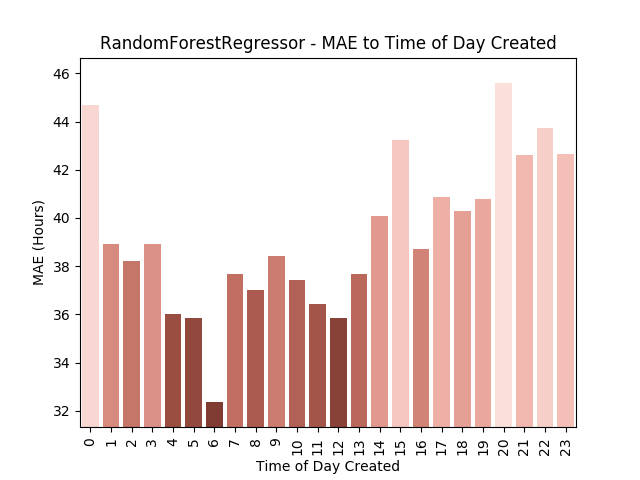 RandomForestRegressor - MAE to Time of Day Created
46
44
42
40
38
36
34
32
MAE (Hours)
0 1 2 3 4 5 6 7 8 9 10 11 12 13 14 15 16 17 18 19 20 21 22 23
Time of Day Created